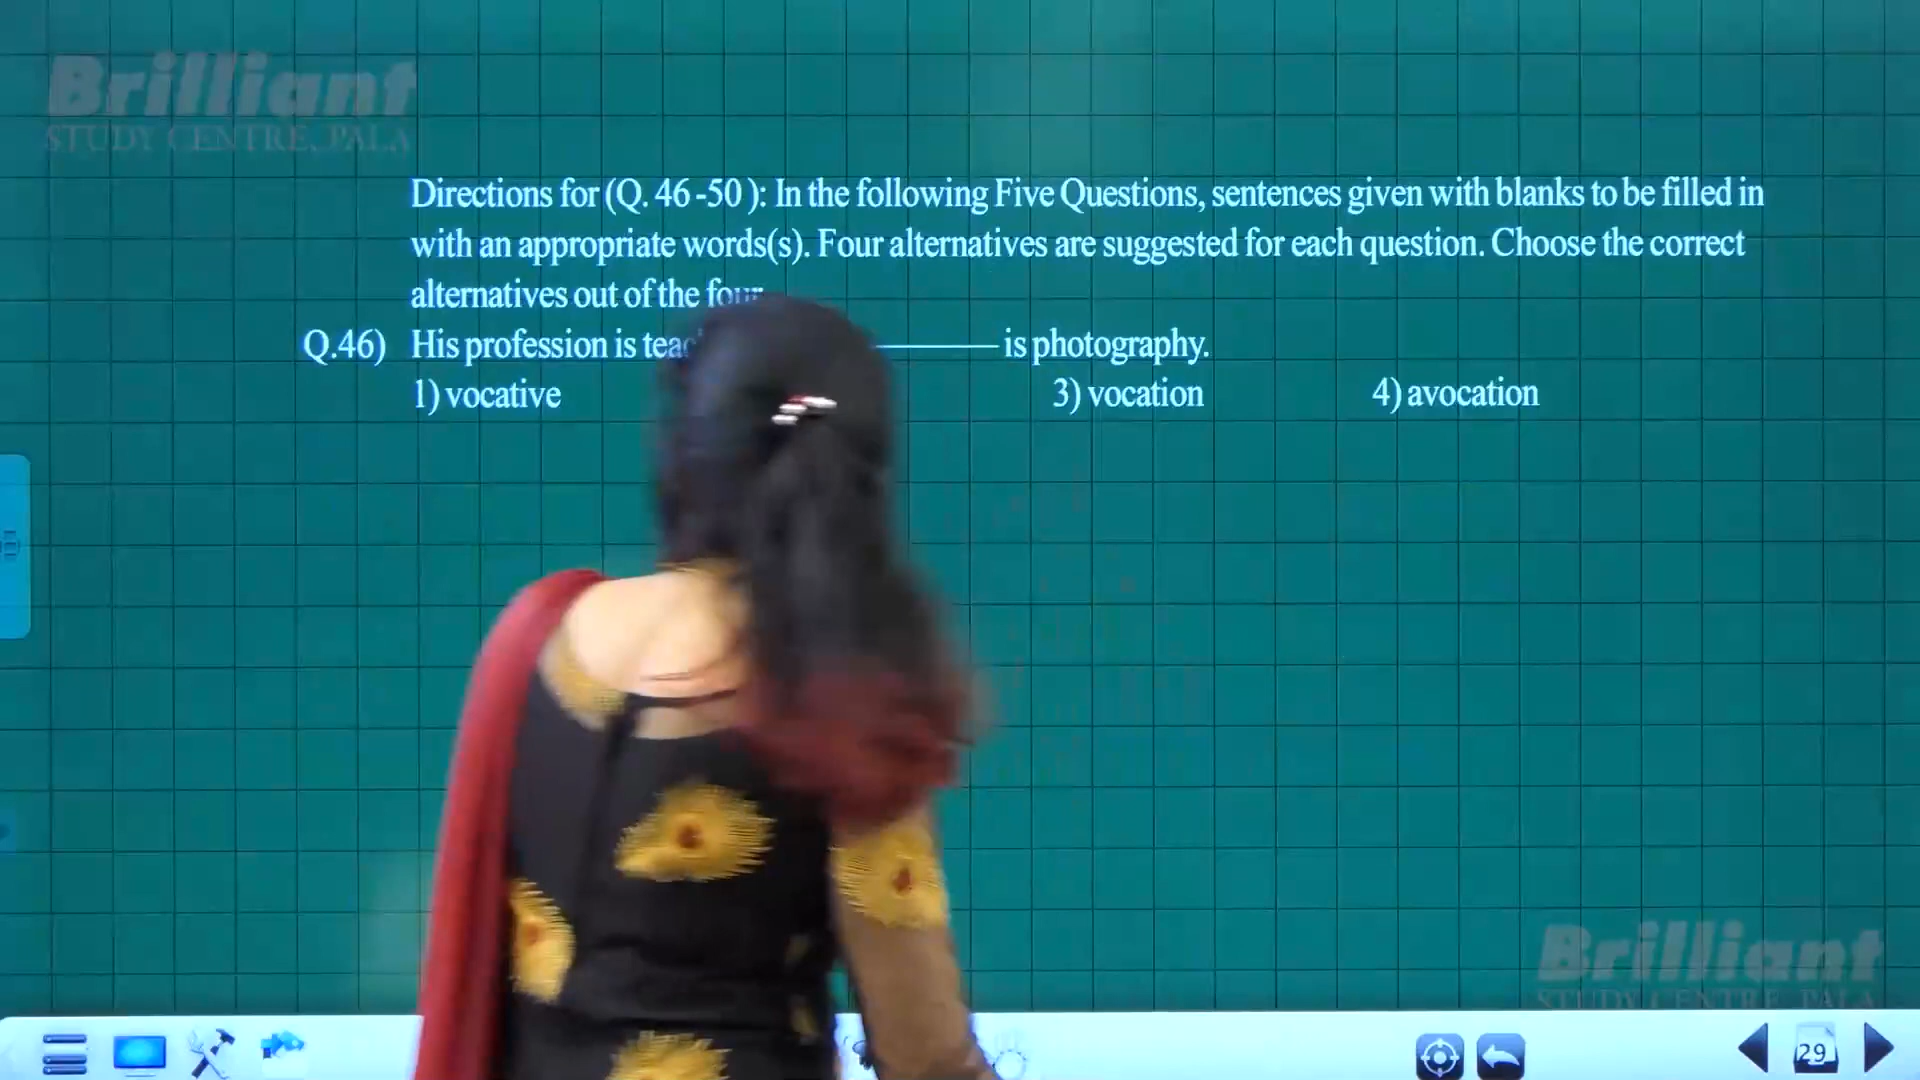 Brilliant
STUDY CENTRE, PALA
Directions for (Q. 46 -50 ): In the following Five Questions, sentences given with blanks to be filled in
with an appropriate words(s). Four alternatives are suggested for each question. Choose the correct
alternatives out of the four
Q.46) His profession is ________ is photography.
1) vocative 3) vocation 4) avocation
Brilliant
STUDY CENTRE, PALA
29